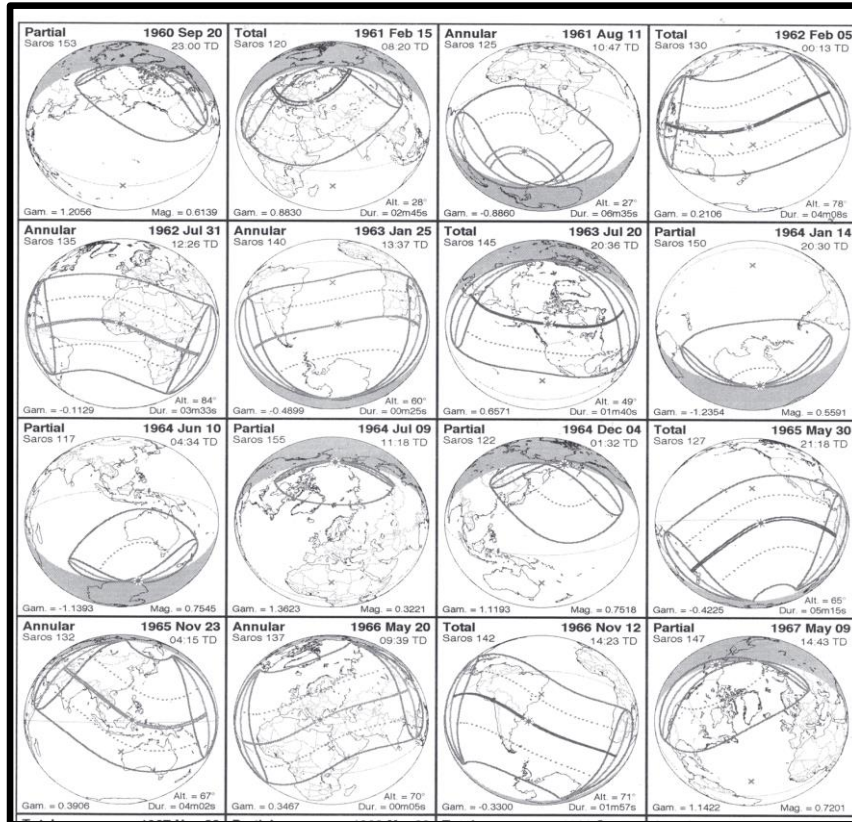 Partial 1960 Sep 20
Saros 153 23:00 TD
Gam. = 1.2056 Mag. = 0.6139
Total 1961 Feb 15
Saros 120 08:20 TD
Alt. = 28°
Gam. = 0.8830 Dur. = 02m45s
Annular 1961 Aug 11
Saros 125 10:47 TD
Alt. = 27°
Gam. = -0.8860 Dur. = 06m35s
Total 1962 Feb 05
Saros 130 00:13 TD
Alt. = 78°
Gam. = 0.2106 Dur. = 04m08s
Annular 1962 Jul 31
Saros 135 12:26 TD
Alt. = 84°
Gam. = -0.1129 Dur. = 03m33s
Annular 1963 Jan 25
Saros 140 13:37 TD
Alt. = 60°
Gam. = -0.4899 Dur. = 00m25s
Total 1963 Jul 20
Saros 145 20:36 TD
Alt. = 49°
Gam. = 0.6571 Dur. = 01m40s
Partial 1964 Jan 14
Saros 150 20:30 TD
Gam. = -1.2354 Mag. = 0.5591
Partial 1964 Jun 10
Saros 117 04:34 TD
Gam. = -1.1393 Mag. = 0.7545
Partial 1964 Jul 09
Saros 155 11:18 TD
Gam. = 1.3623 Mag. = 0.3221
Partial 1964 Dec 04
Saros 122 01:32 TD
Gam. = 1.1193 Mag. = 0.7518
Total 1965 May 30
Saros 127 21:18 TD
Alt. = 65°
Gam. = -0.4225 Dur. = 05m15s
Annular 1965 Nov 23
Saros 132 04:15 TD
Alt. = 67°
Gam. = 0.3906 Dur. = 04m02s
Annular 1966 May 20
Saros 137 09:39 TD
Alt. = 70°
Gam. = 0.3467 Dur. = 00m05s
Total 1966 Nov 12
Saros 142 14:23 TD
Alt. = 71°
Gam. = -0.3300 Dur. = 01m57s
Partial 1967 May 09
Saros 147 14:43 TD
Gam. = 1.1422 Mag. = 0.7201